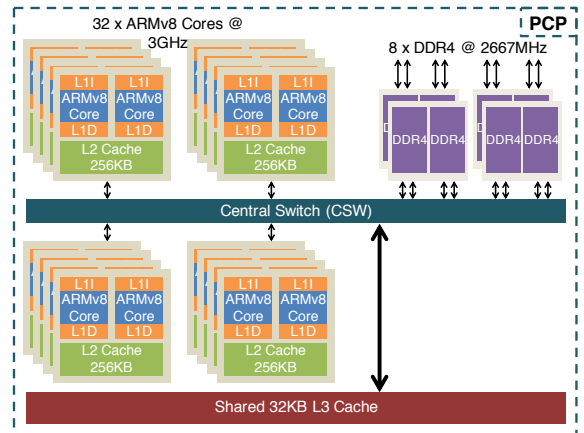 PCP
32 x ARMv8 Cores @
3GHz
8 x DDR4 @ 2667MHz
L1I L1I
ARMv8 ARMv8
Core Core
L1D L1D
L2 Cache
256KB
L1I L1I
ARMv8 ARMv8
Core Core
L1D L1D
L2 Cache
256KB
DDR4 DDR4
DDR4 DDR4
Central Switch (CSW)
L1I L1I
ARMv8 ARMv8
Core Core
L1D L1D
L2 Cache
256KB
L1I L1I
ARMv8 ARMv8
Core Core
L1D L1D
L2 Cache
256KB
Shared 32KB L3 Cache